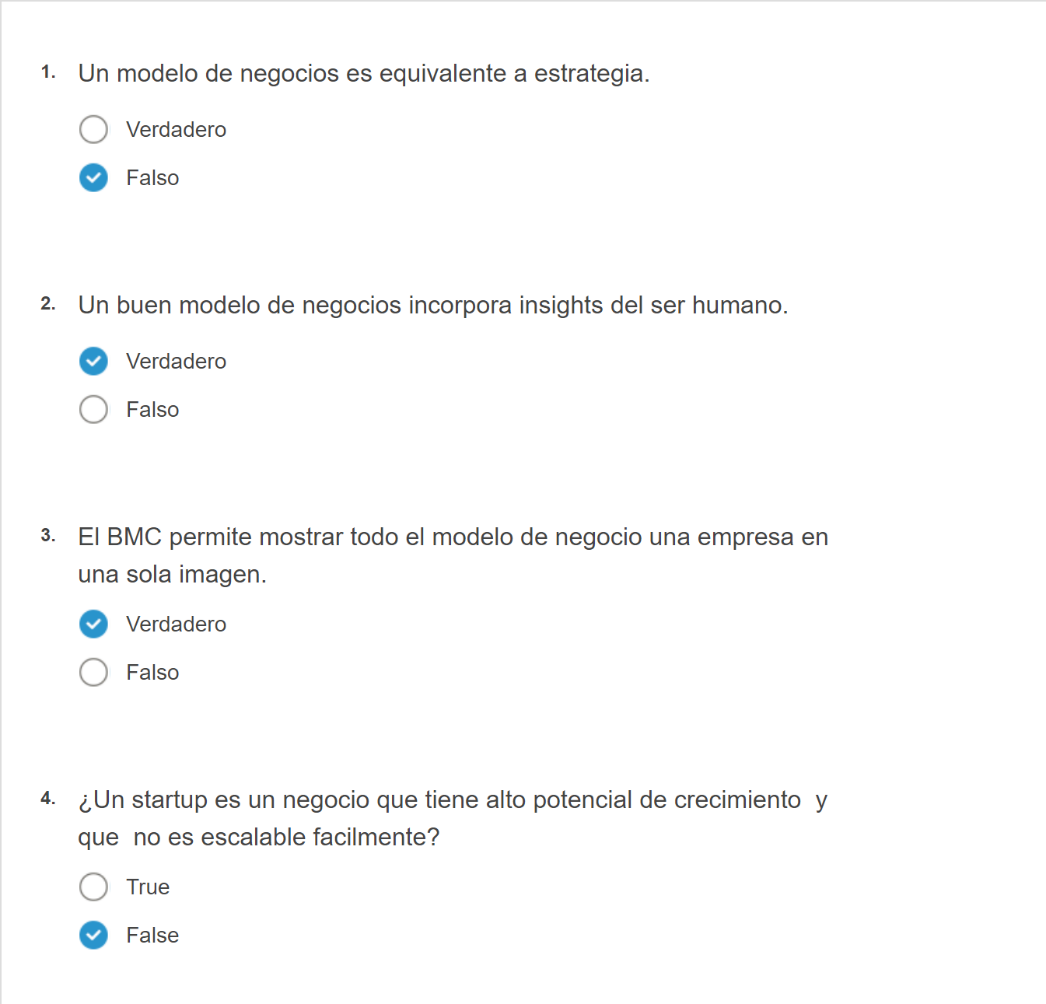 1. Un modelo de negocios es equivalente a estrategia.
Verdadero
Falso
2. Un buen modelo de negocios incorpora insights del ser humano.
Verdadero
Falso
3. El BMC permite mostrar todo el modelo de negocio una empresa en
una sola imagen.
Verdadero
Falso
4. ¿Un startup es un negocio que tiene alto potencial de crecimiento  y
que  no es escalable facilmente?
True
False